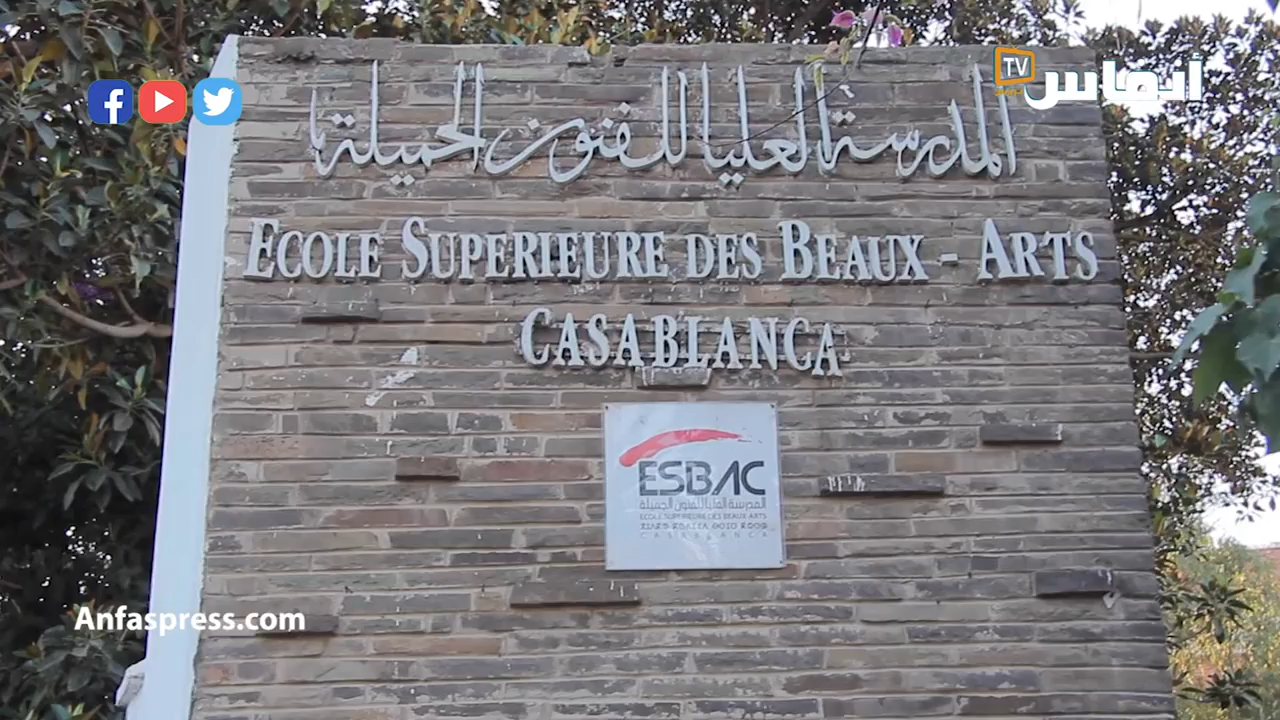 TV
أنفاس
المدرسة العليا للفنون الجميلة
ECOLE SUPERIEURE DES BEAUX - ARTS
CASABLANCA
ESBAC
المدرسة العليا للفنون الجميلة
ECOLE SUPERIEURE DES BEAUX ARTS
CASABLANCA
Anfaspress.com